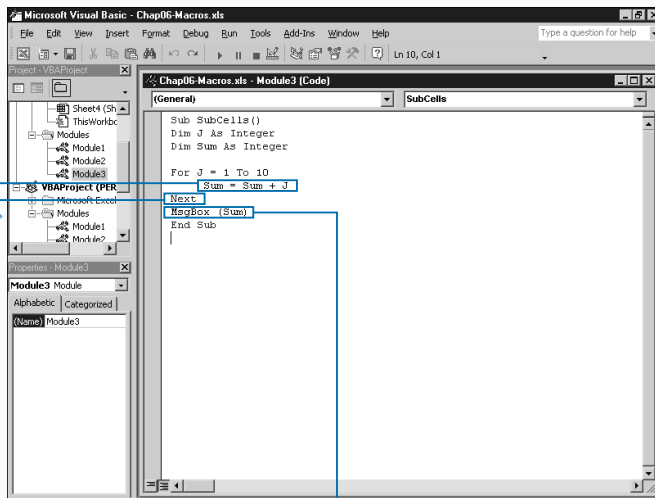 Microsoft Visual Basic - Chap06-Macros.xls
File Edit View Insert Format Debug Run Tools Add-Ins Window Help
Type a question for help
Ln 10, Col 1
Project - VBAProject
Sheet4 (Sh
ThisWorkbo
Modules
Module1
Module2
Module3
VBAProject (PER
Microsoft Excel
Modules
Module1
Module2
Properties - Module3
Module3 Module
Alphabetic Categorized
(Name) Module3
Chap06-Macros.xls - Module3 (Code)
(General) SubCells
Sub SubCells()
Dim J As Integer
Dim Sum As Integer
For J = 1 To 10
Sum = Sum + J
Next
MsgBox (Sum)
End Sub